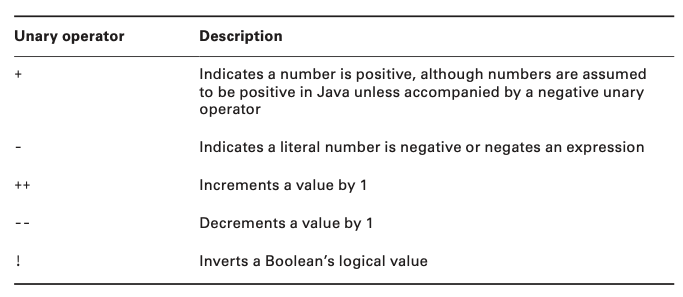 Unary operator Description
+ Indicates a number is positive, although numbers are assumed
to be positive in Java unless accompanied by a negative unary
operator
- Indicates a literal number is negative or negates an expression
++ Increments a value by 1
-- Decrements a value by 1
! Inverts a Boolean’s logical value